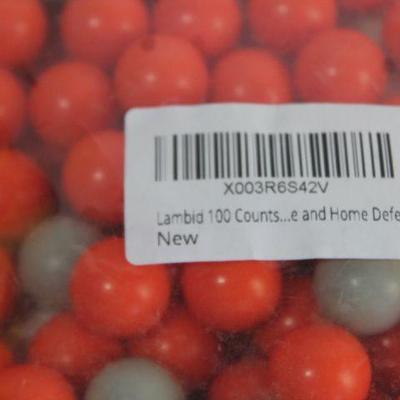 X003R6S42V
Lambid 100 Counts...e and Home Defe
New